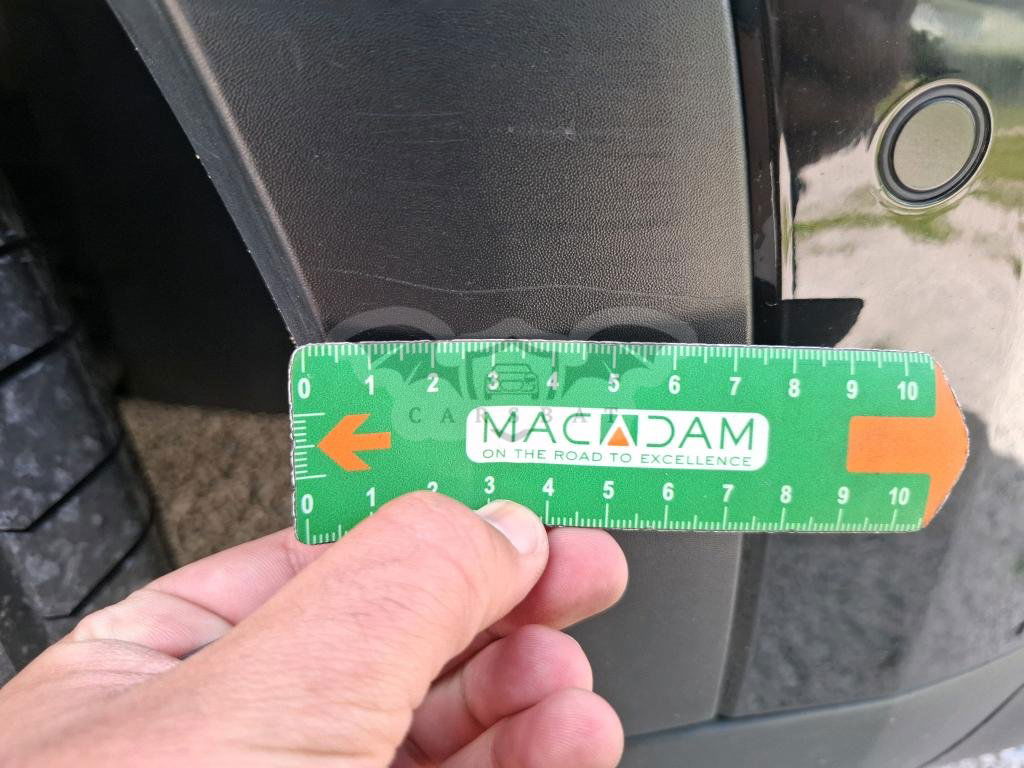 0 1 2 3 4 5 6 7 8 9 10
CARSBAT
MACADAM
ON THE ROAD TO EXCELLENCE
0 1 2 3 4 5 6 7 8 9 10